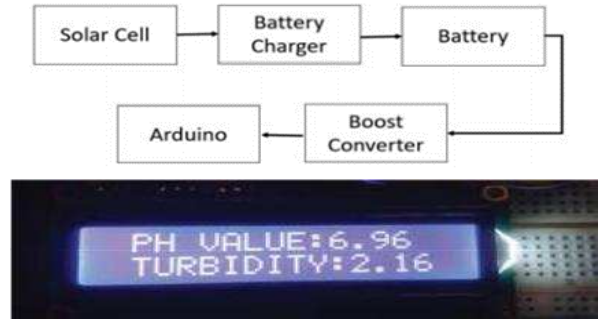 Solar Cell
Battery
Charger
Battery
Arduino
Boost
Converter
PH VALUE:6.96
TURBIDITY:2.16